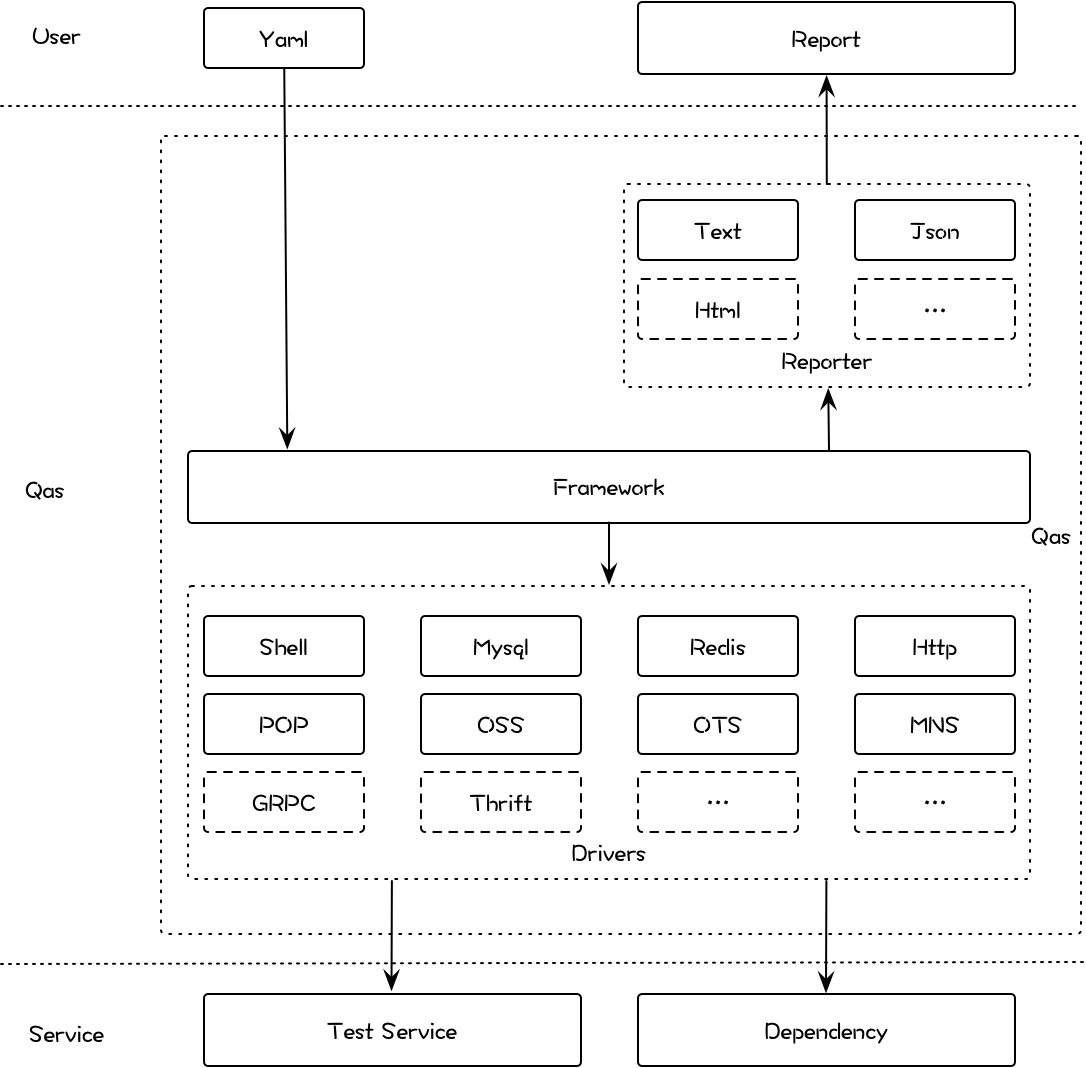 User
Yaml
Report
Text
Json
Html
...
Reporter
Qas
Framework
Qas
Shell
Mysql
Redis
Http
POP
OSS
OTS
MNS
GRPC
Thrift
...
...
Drivers
Service
Test Service
Dependency